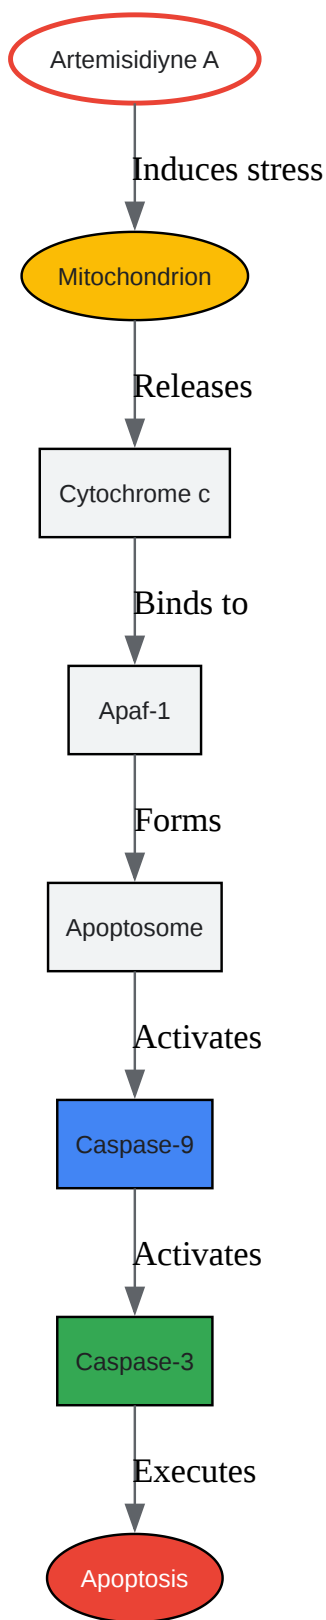 Artemisidiyne A
Induces stress
Mitochondrion
Releases
Cytochrome c
Binds to
Apaf-1
Forms
Apoptosome
Activates
Caspase-9
Activates
Caspase-3
Executes
Apoptosis